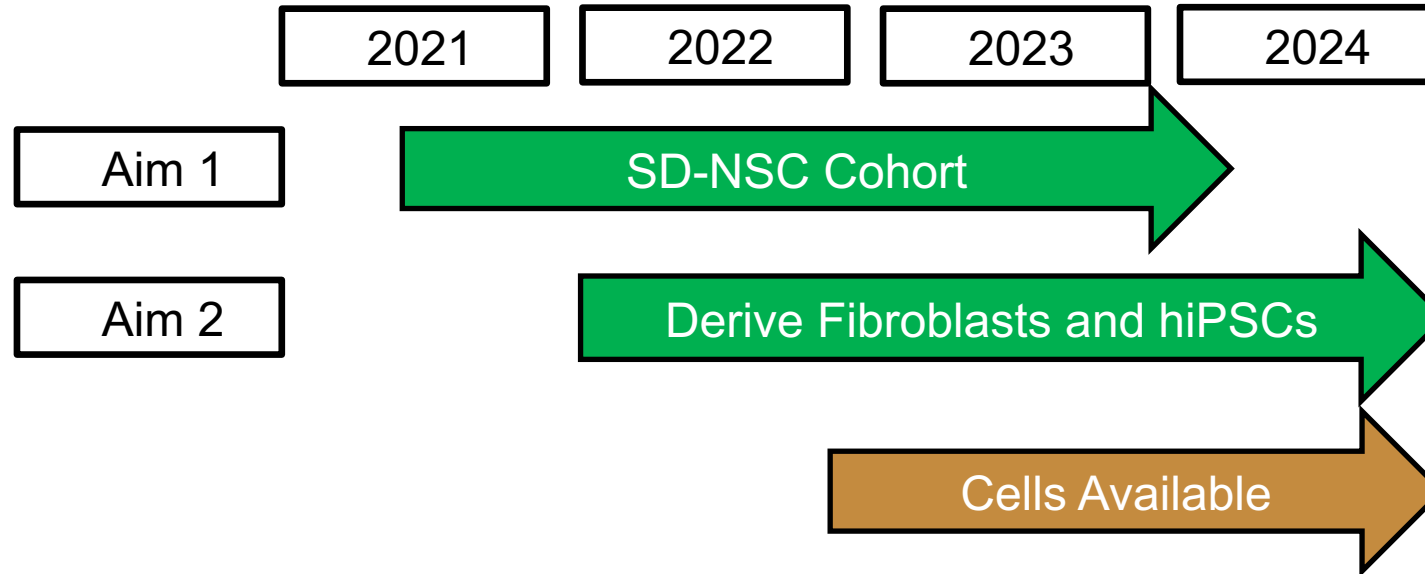 2021 2022 2023 2024
Aim 1
SD-NSC Cohort
Aim 2
Derive Fibroblasts and hiPSCs
Cells Available